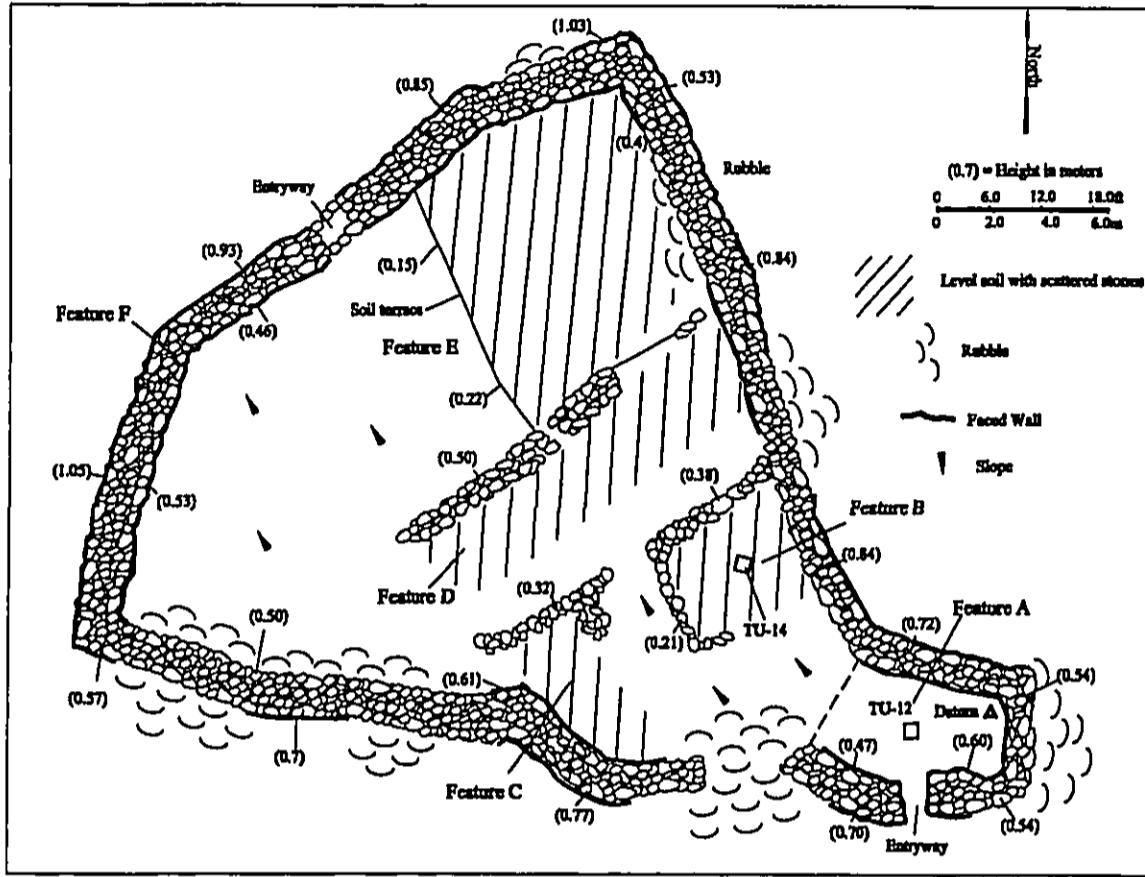 (1.03)
North
(0.85)
(0.53)
(0.4)
Rubble
(0.7) = Height in meters
0 6.0 12.0 18.0ft
0 2.0 4.0 6.0m
Entryway
(0.93)
(0.15)
(0.84)
Level soil with scattered stones
Soil terrace
Feature F
(0.46)
Feature E
Rubble
(0.22)
Faced Wall
(0.50)
Slope
(0.38)
(1.05)
(0.53)
Feature B
(0.84)
Feature D
(0.32)
Feature A
(0.50)
TU-14
(0.72)
(0.21)
(0.57)
(0.61)
(0.54)
TU-12
Datum
(0.7)
(0.47)
(0.60)
Feature C
(0.77)
(0.70)
(0.54)
Entryway